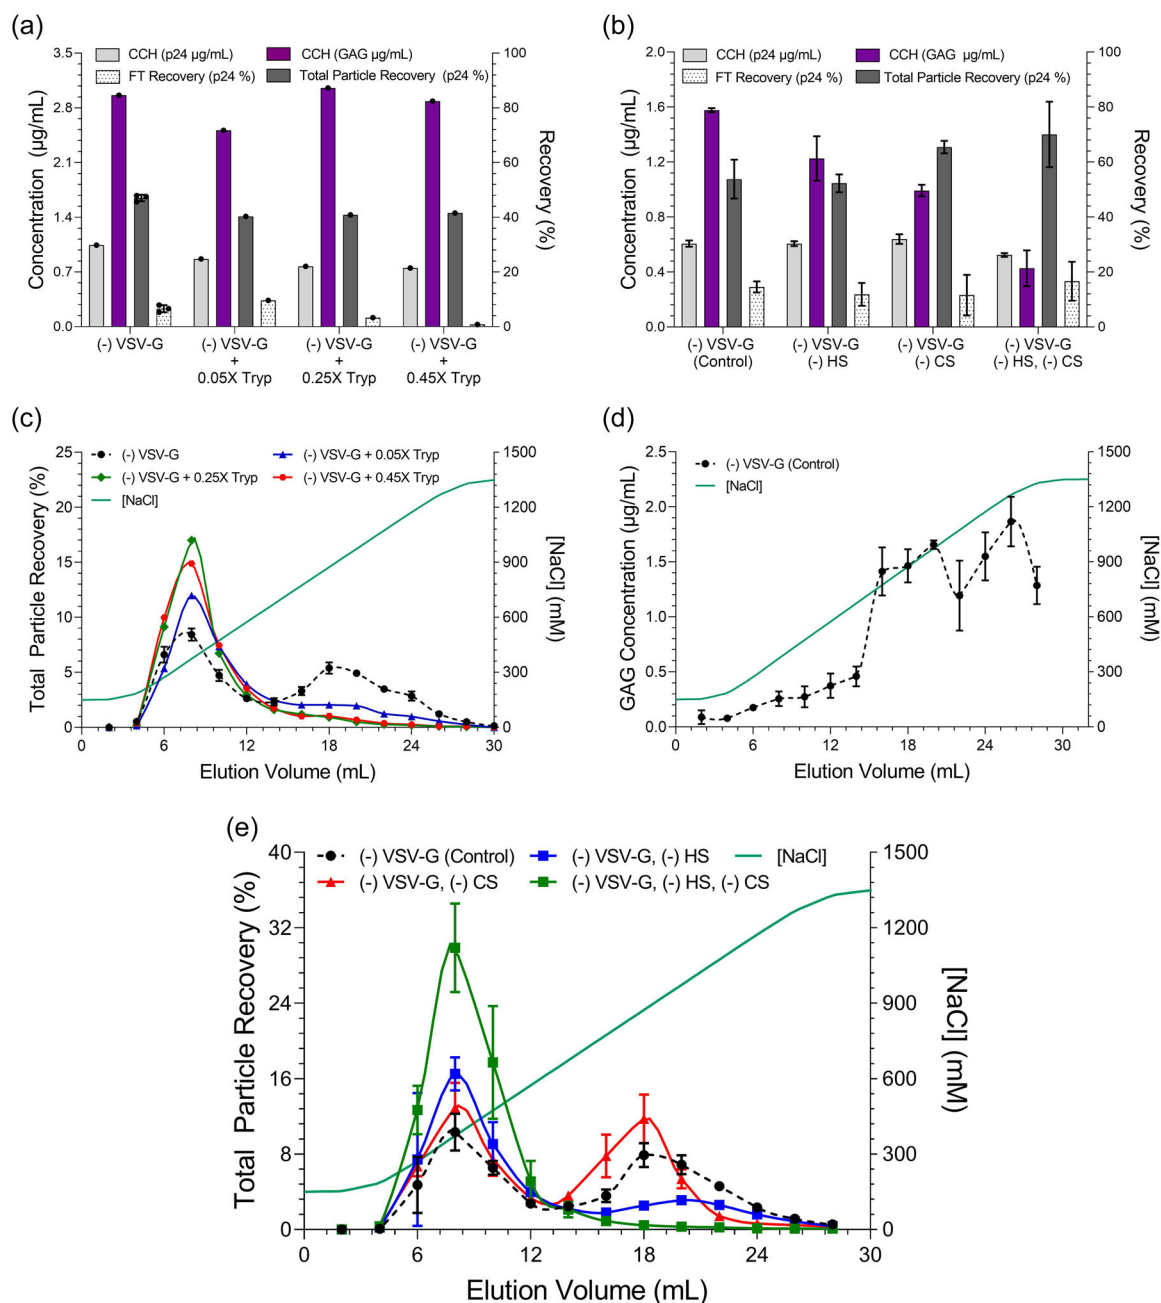 (a)
CCH (p24 µg/mL) CCH (GAG µg/mL)
FT Recovery (p24 %) Total Particle Recovery (p24 %)
Concentration (µg/mL)
3.5
2.8
2.1
1.4
0.7
0.0
100
80
60
40
20
0
Recovery (%)
(-) VSV-G (-) VSV-G (-) VSV-G (-) VSV-G
+ + +
0.05X Tryp 0.25X Tryp 0.45X Tryp
(b)
CCH (p24 µg/mL) CCH (GAG µg/mL)
FT Recovery (p24 %) Total Particle Recovery (p24 %)
Concentration (µg/mL)
2.0
1.6
1.2
0.8
0.4
0.0
100
80
60
40
20
0
Recovery (%)
(-) VSV-G (-) VSV-G (-) VSV-G (-) VSV-G
(Control) (-) HS (-) CS (-) HS, (-) CS
(c)
(-) VSV-G (-) VSV-G + 0.05X Tryp
(-) VSV-G + 0.25X Tryp (-) VSV-G + 0.45X Tryp
[NaCl]
Total Particle Recovery (%)
25
20
15
10
5
0
1500
1200
900
600
300
0
[NaCl] (mM)
0 6 12 18 24 30
Elution Volume (mL)
(d)
(-) VSV-G (Control)
[NaCl]
GAG Concentration (µg/mL)
2.5
2.0
1.5
1.0
0.5
0.0
1500
1200
900
600
300
0
[NaCl] (mM)
0 6 12 18 24 30
Elution Volume (mL)
(e)
(-) VSV-G (Control) (-) VSV-G, (-) HS [NaCl]
(-) VSV-G, (-) CS (-) VSV-G, (-) HS, (-) CS
Total Particle Recovery (%)
40
32
24
16
8
0
1500
1200
900
600
300
0
[NaCl] (mM)
0 6 12 18 24 30
Elution Volume (mL)